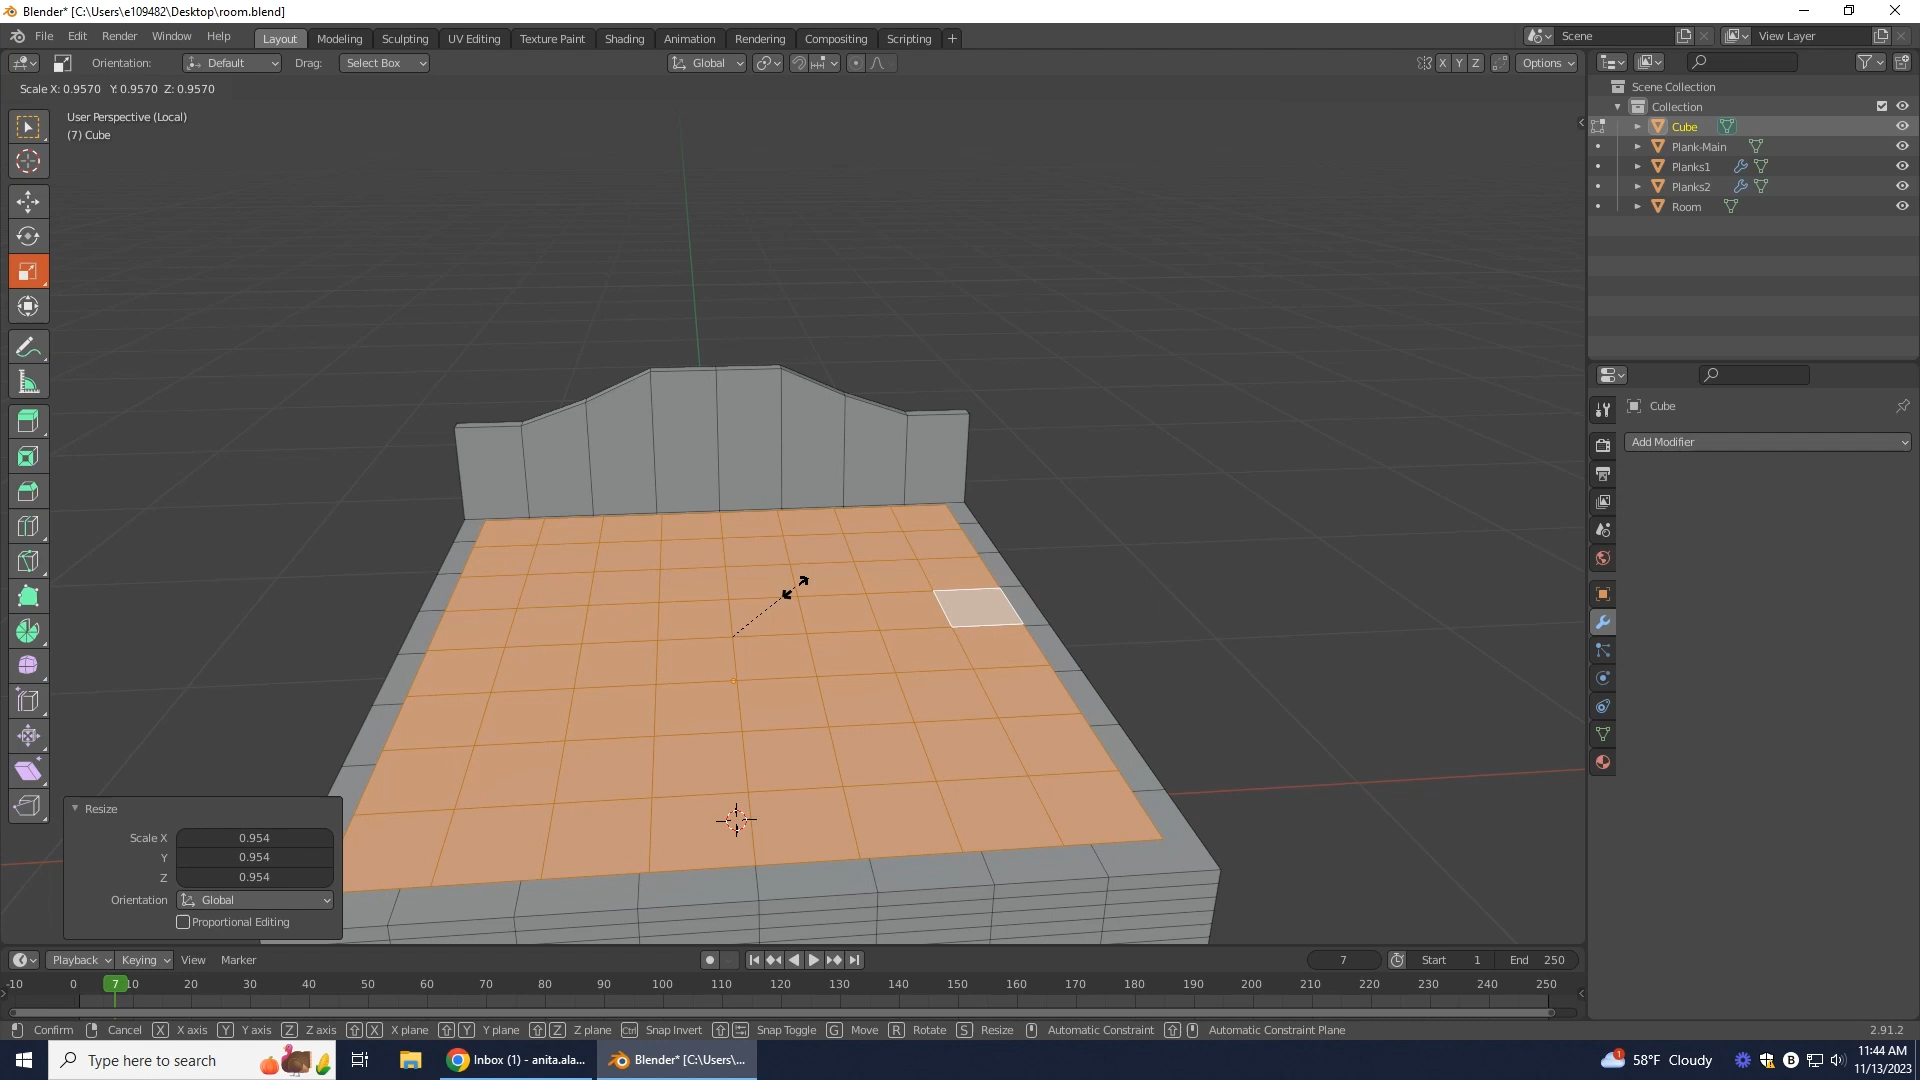 Blender* [C:\Users\e109482\Desktop\room.blend]
File Edit Render Window Help Layout Modeling Sculpting UV Editing Texture Paint Shading Animation Rendering Compositing Scripting + Scene View Layer
Orientation: Default Drag: Select Box Global X Y Z Options
Scale X: 0.9570 Y: 0.9570 Z: 0.9570
User Perspective (Local)
(7) Cube
Scene Collection
Collection
Cube
Plank-Main
Planks1
Planks2
Room
Cube
Add Modifier
Resize
Scale X 0.954
Y 0.954
Z 0.954
Orientation Global
Proportional Editing
Playback Keying View Marker 7 Start 1 End 250
-10 0 7 10 20 30 40 50 60 70 80 90 100 110 120 130 140 150 160 170 180 190 200 210 220 230 240 250
Confirm Cancel X X axis Y Y axis Z Z axis X X plane Y Y plane Z Z plane Ctrl Snap Invert Snap Toggle G Move R Rotate S Resize Automatic Constraint Automatic Constraint Plane 2.91.2
Type here to search Inbox (1) - anita.ala... Blender* [C:\Users\... 1 58°F Cloudy B 11:44 AM
11/13/2023